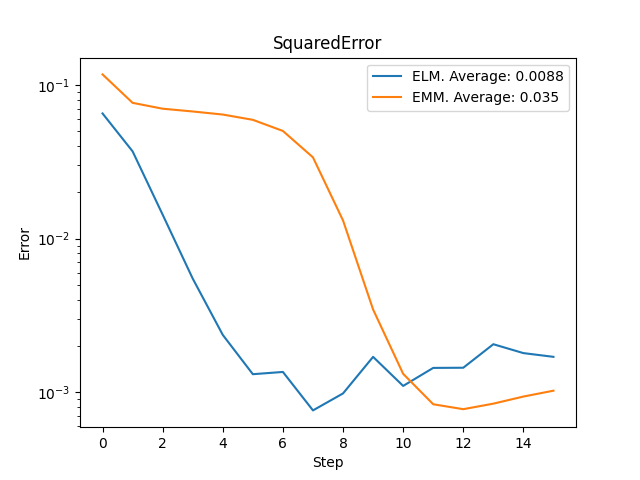 SquaredError
ELM. Average: 0.0088
EMM. Average: 0.035
Error
10⁻¹
10⁻²
10⁻³
0 2 4 6 8 10 12 14
Step